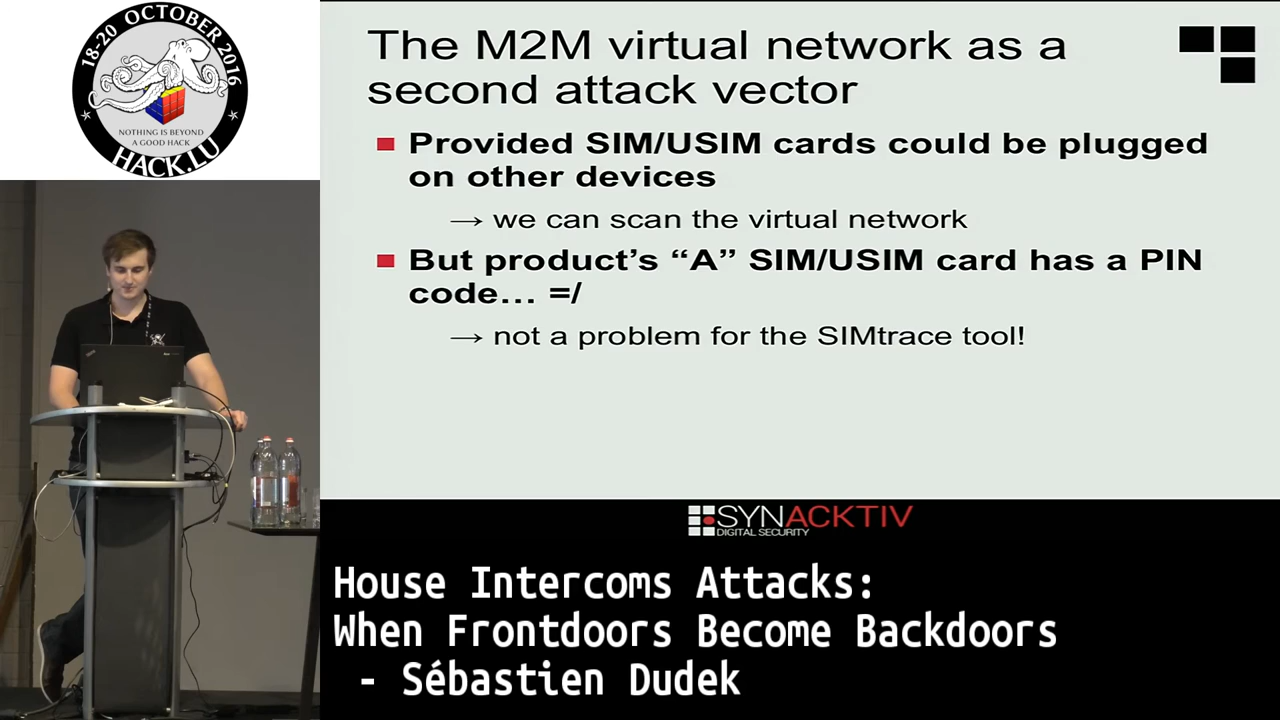 18-20 OCTOBER 2016
NOTHING IS BEYOND
A GOOD HACK
HACK.LU
The M2M virtual network as a
second attack vector
Provided SIM/USIM cards could be plugged
on other devices
→ we can scan the virtual network
But product’s “A” SIM/USIM card has a PIN
code... =/
→ not a problem for the SIMtrace tool!
SYNACKTIV
DIGITAL SECURITY
House Intercoms Attacks:
When Frontdoors Become Backdoors
- Sébastien Dudek